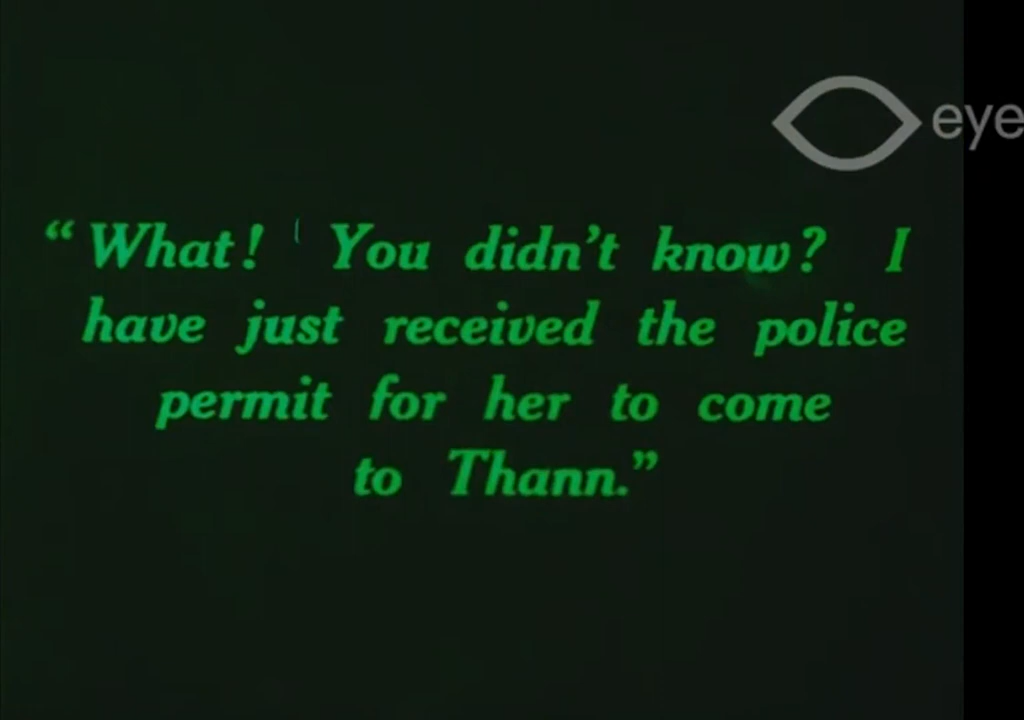 eye
“What! You didn’t know? I
have just received the police
permit for her to come
to Thann.”